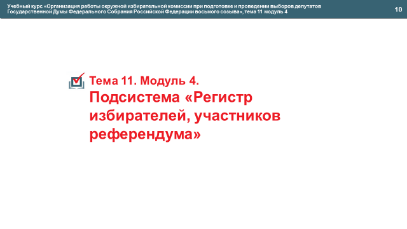 Учебный курс «Организация работы окружной избирательной комиссии при подготовке и проведении выборов депутатов
Государственной Думы Федерального Собрания Российской Федерации восьмого созыва», тема 11 модуль 4
10
Тема 11. Модуль 4.
Подсистема «Регистр
избирателей, участников
референдума»